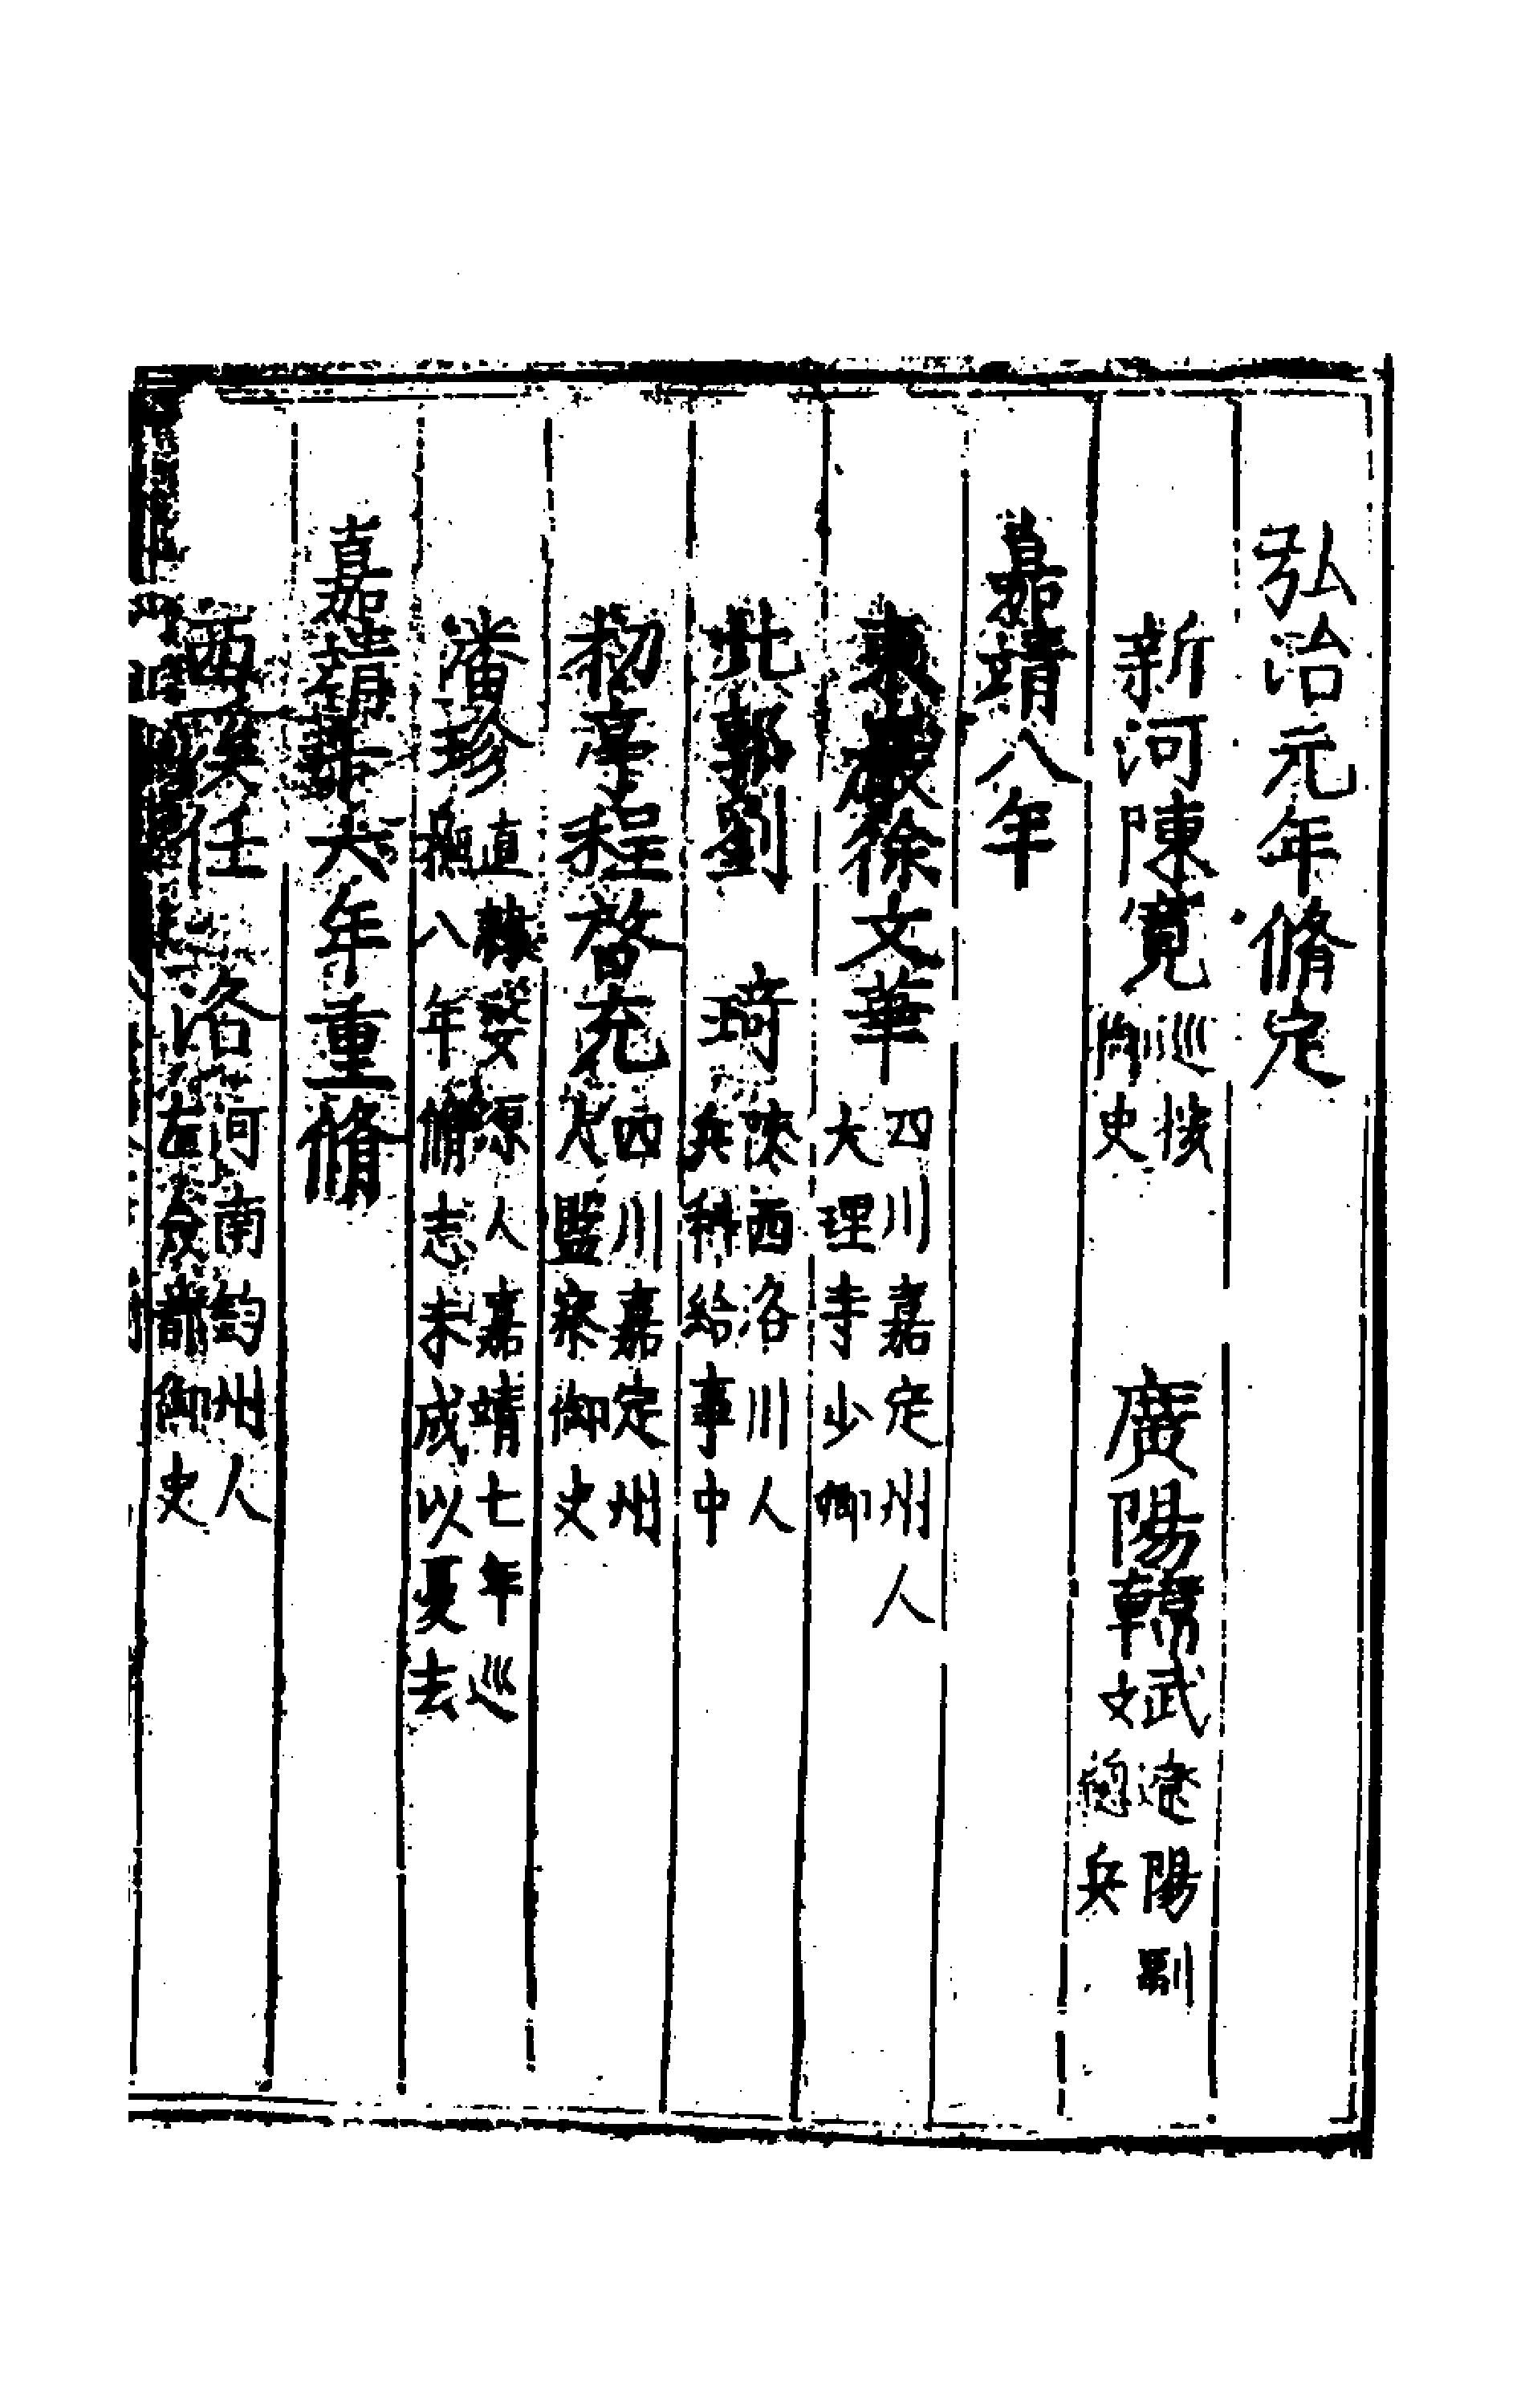 弘治元年脩定
新河陳寬巡按御史 廣陽韓斌遼陽副總兵
嘉靖八年
東巖徐文華四川嘉定州人大理寺少卿
北郭劉 琦陝西洛川人兵科給事中
初亭程啓充四川嘉定州人監察御史
潘珍直隸婺源人嘉靖七年巡撫八年脩志未成以憂去
嘉靖十六年重脩
西溪任 洛河南鈞州人左僉都御史